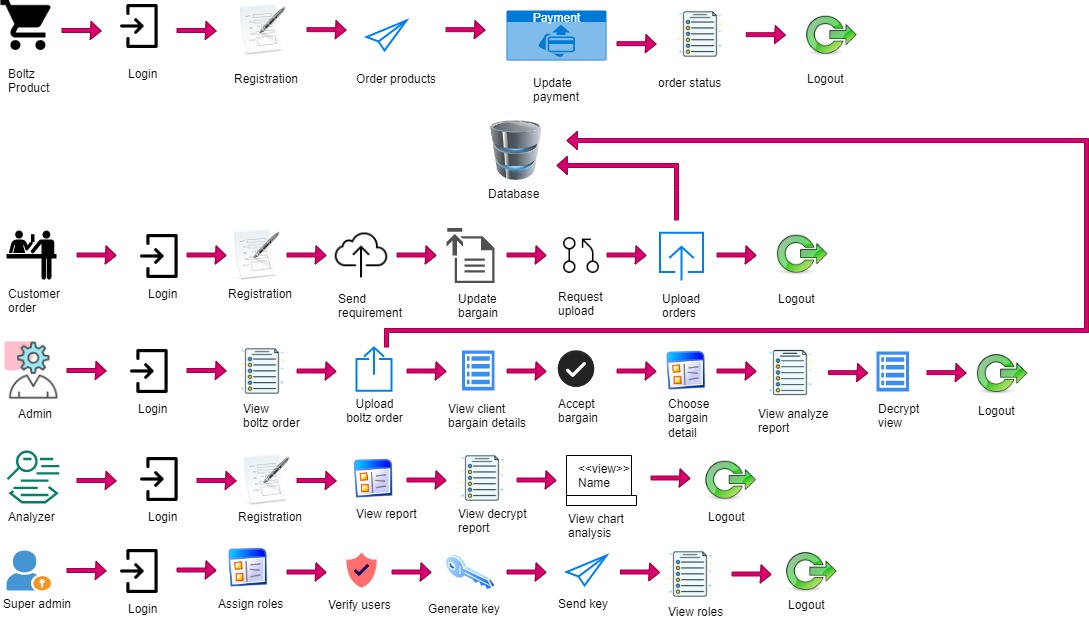 Payment
Boltz
Product
Login
Registration
Order products
Update
payment
order status
Logout
Database
Customer
order
Login
Registration
Send
requirement
Update
bargain
Request
upload
Upload
orders
Logout
Admin
Login
View
boltz order
Upload
boltz order
View client
bargain details
Accept
bargain
Choose
bargain
detail
View analyze
report
Decrypt
view
Logout
Analyzer
Login
Registration
View report
View decrypt
report
<<view>>
Name
View chart
analysis
Logout
Super admin
Login
Assign roles
Verify users
Generate key
Send key
View roles
Logout